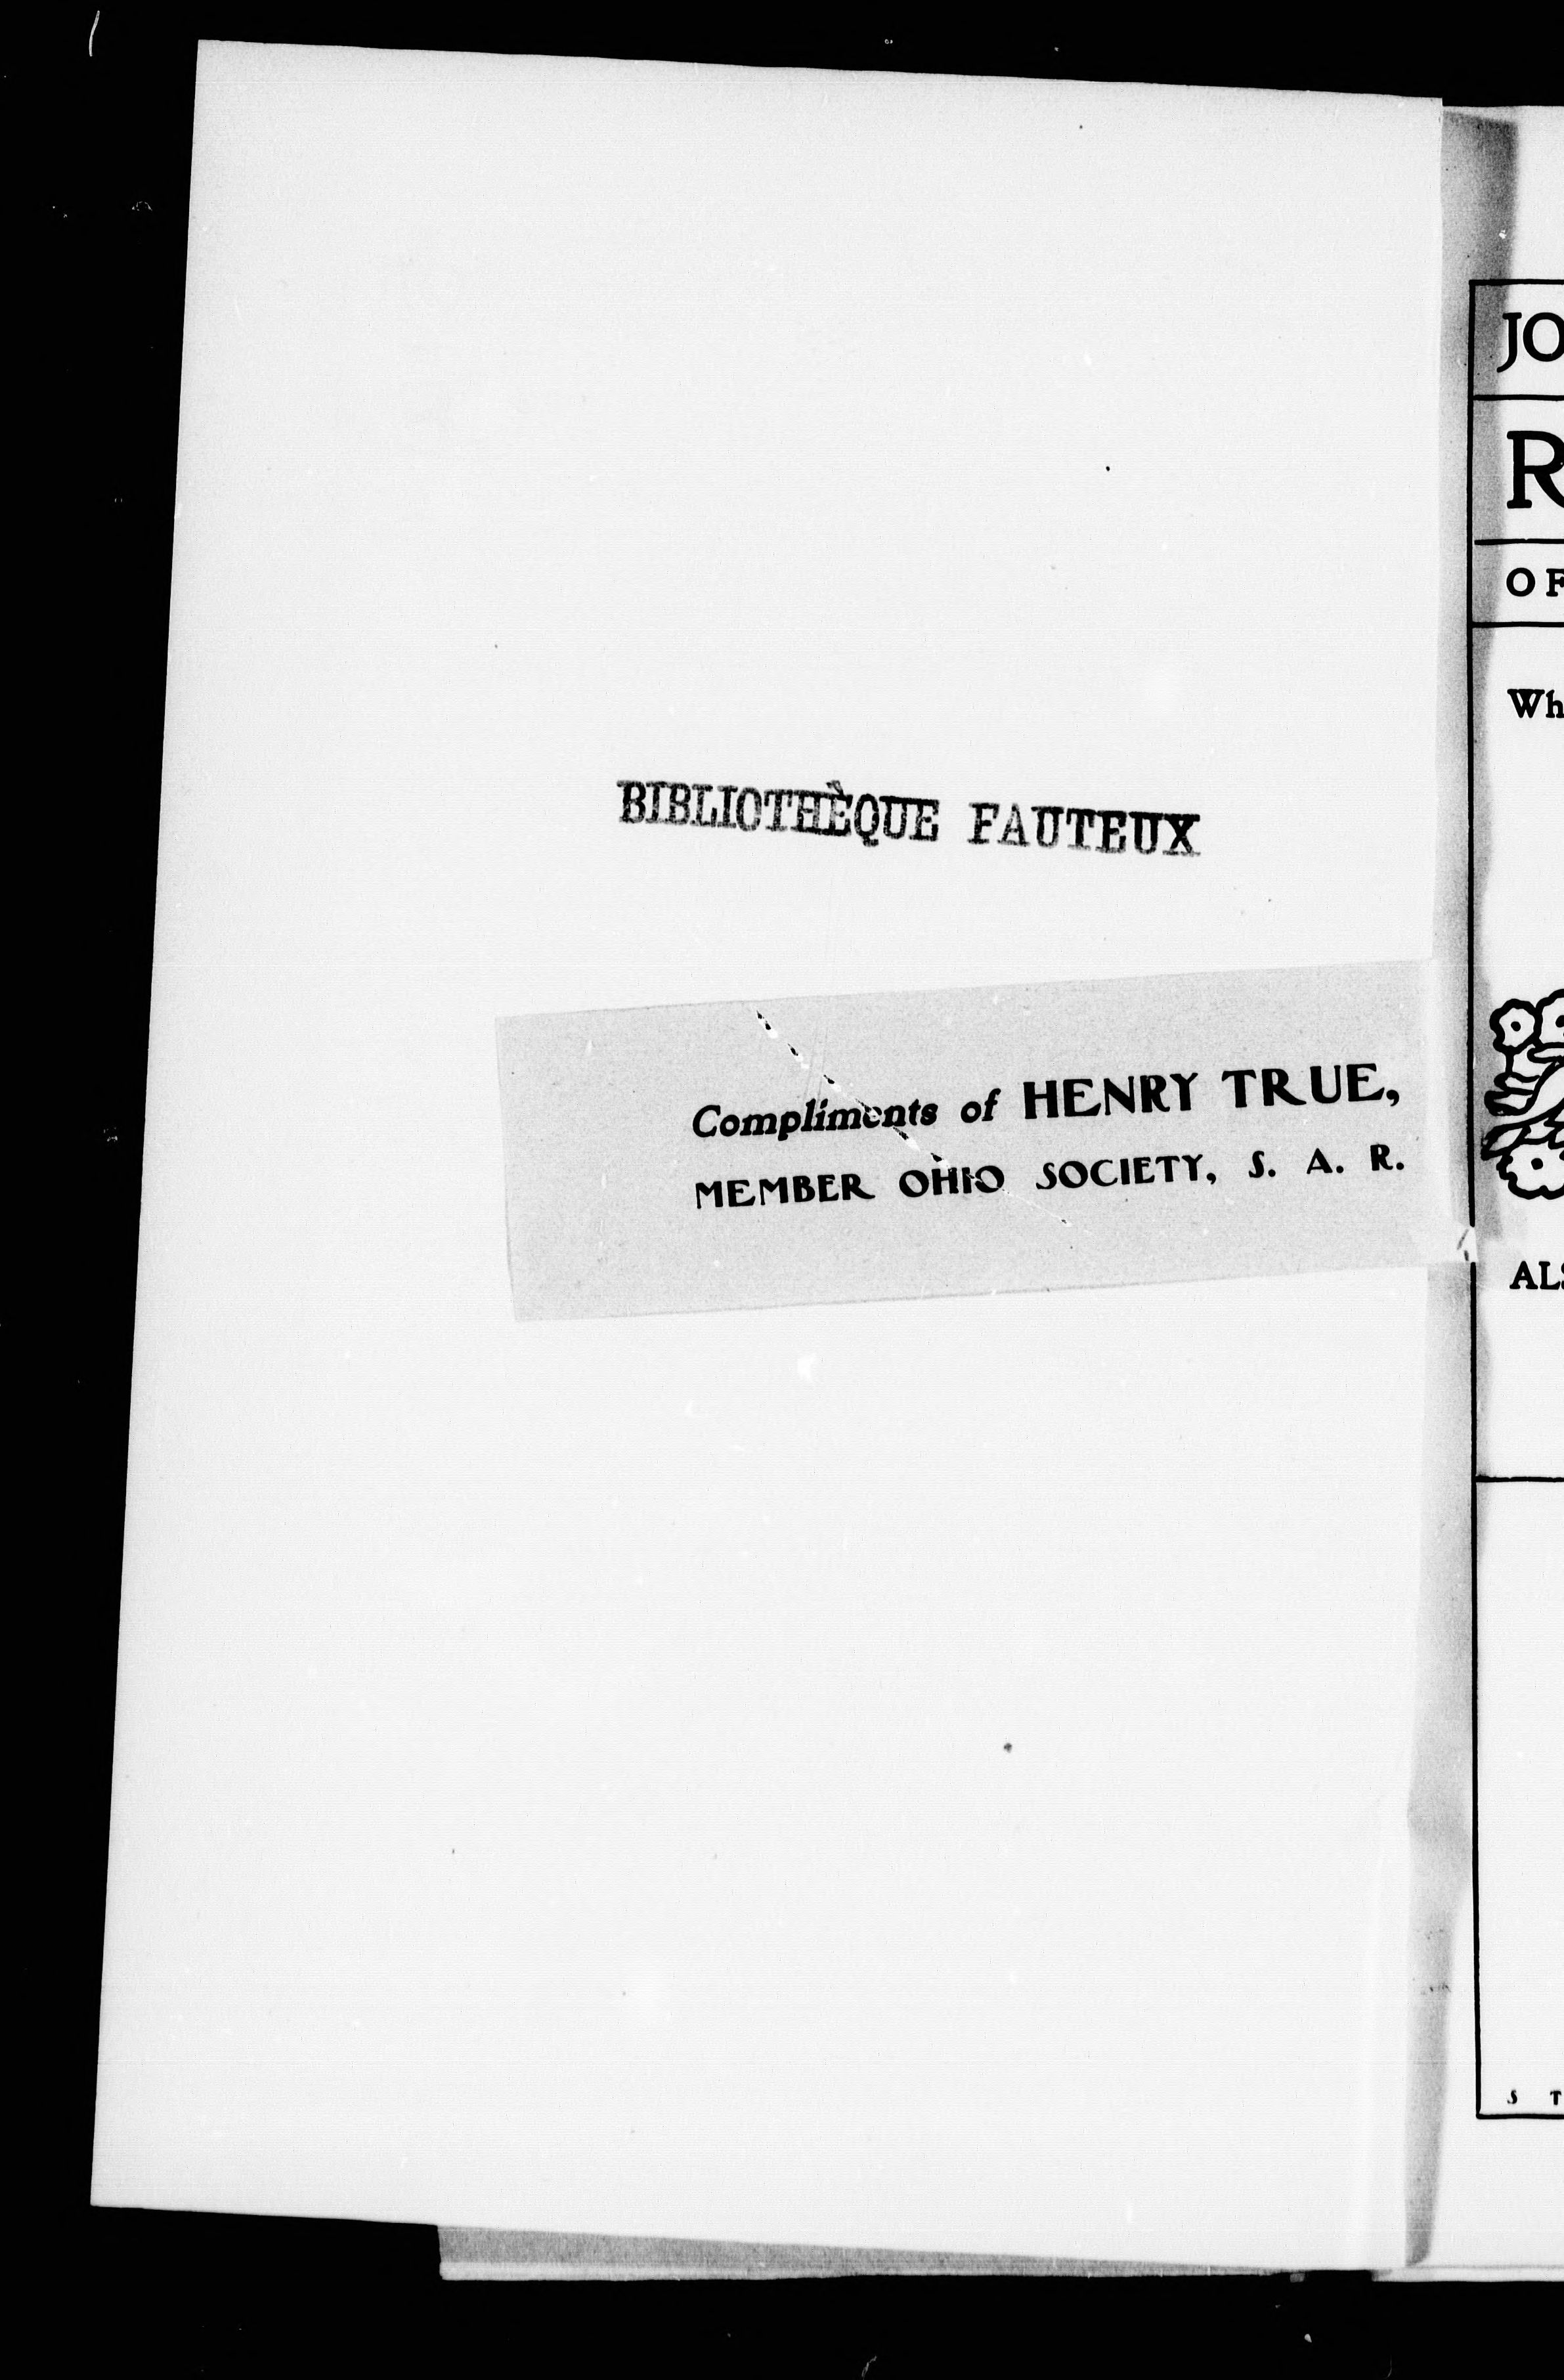 BIBLIOTHÈQUE FAUTEUX
Compliments of HENRY TRUE,
MEMBER OHIO SOCIETY, S. A. R.
JO
R
OF
Wh
ALS
S T